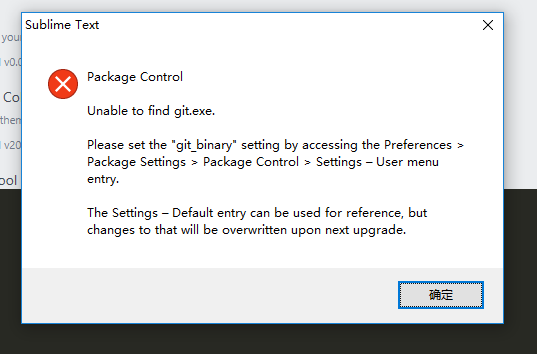 Sublime Text
your
v0.0
Co
them
v20
ool
Package Control
Unable to find git.exe.
Please set the "git_binary" setting by accessing the Preferences >
Package Settings > Package Control > Settings – User menu
entry.
The Settings – Default entry can be used for reference, but
changes to that will be overwritten upon next upgrade.
确定